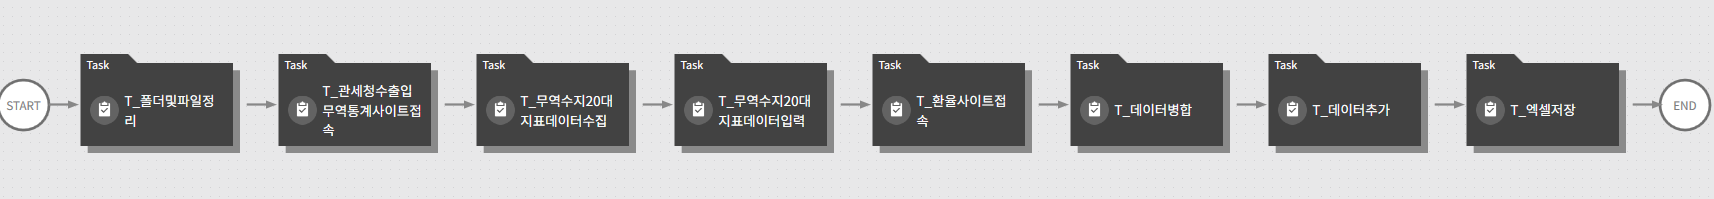 START
Task
T_폴더및파일정
리
Task
T_관세청수출입
무역통계사이트접
속
Task
T_무역수지20대
지표데이터수집
Task
T_무역수지20대
지표데이터입력
Task
T_환율사이트접
속
Task
T_데이터병합
Task
T_데이터추가
Task
T_엑셀저장
END